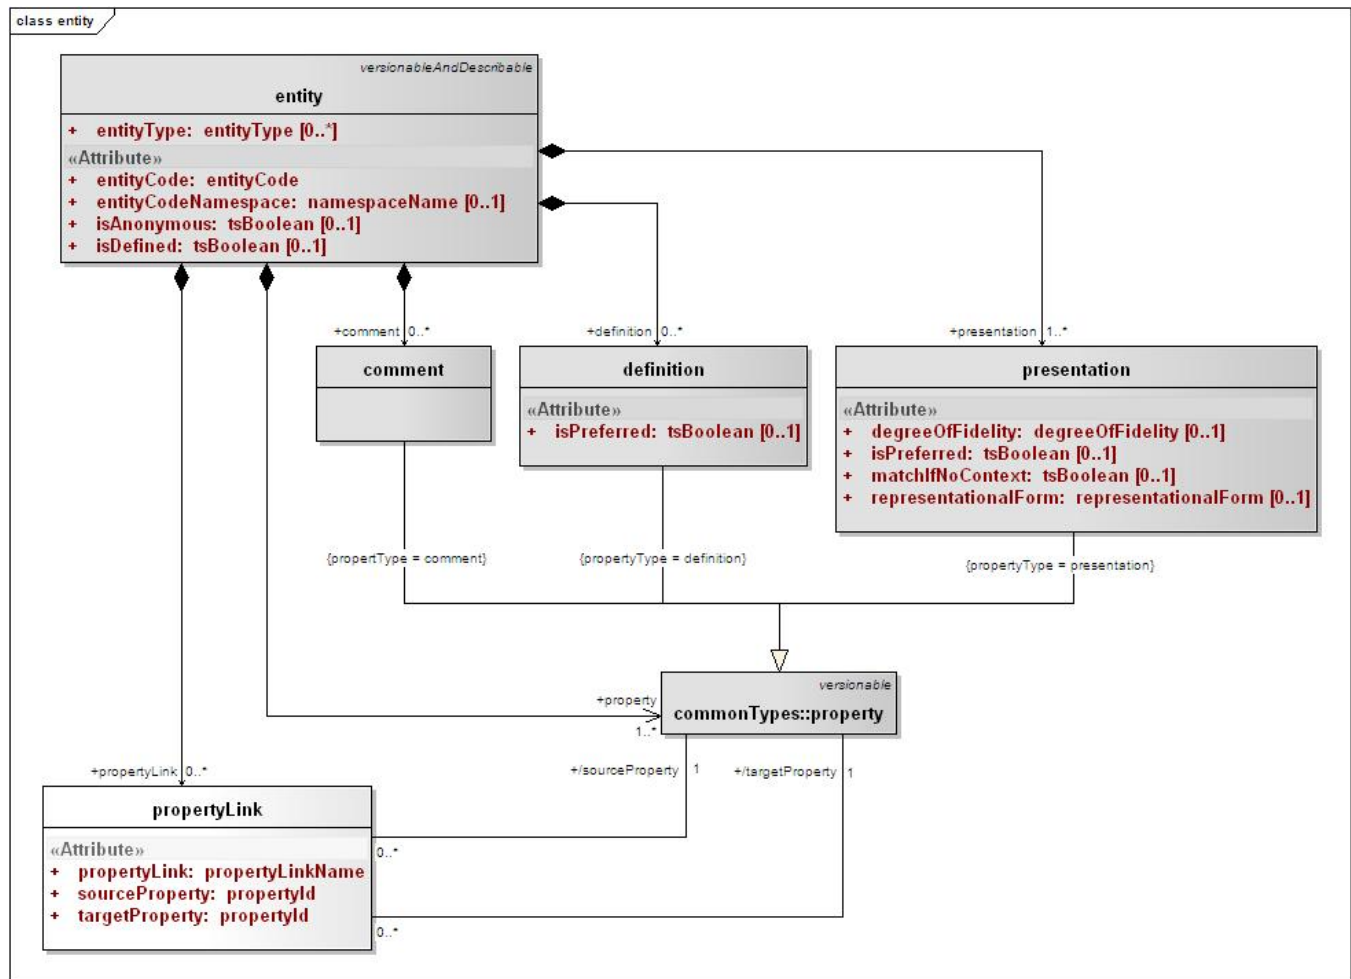 class entity
versionableAndDescribable
entity
+ entityType: entityType [0..*]
«Attribute»
+ entityCode: entityCode
+ entityCodeNamespace: namespaceName [0..1]
+ isAnonymous: tsBoolean [0..1]
+ isDefined: tsBoolean [0..1]
+comment 0..*
+definition 0..*
+presentation 1..*
comment
definition
«Attribute»
+ isPreferred: tsBoolean [0..1]
presentation
«Attribute»
+ degreeOfFidelity: degreeOfFidelity [0..1]
+ isPreferred: tsBoolean [0..1]
+ matchIfNoContext: tsBoolean [0..1]
+ representationalForm: representationalForm [0..1]
{propertType = comment}
{propertyType = definition}
{propertyType = presentation}
versionable
commonTypes::property
+property
1..*
+/sourceProperty 1
+/targetProperty 1
+propertyLink 0..*
propertyLink
«Attribute»
+ propertyLink: propertyLinkName
+ sourceProperty: propertyId
+ targetProperty: propertyId
0..*
0..*